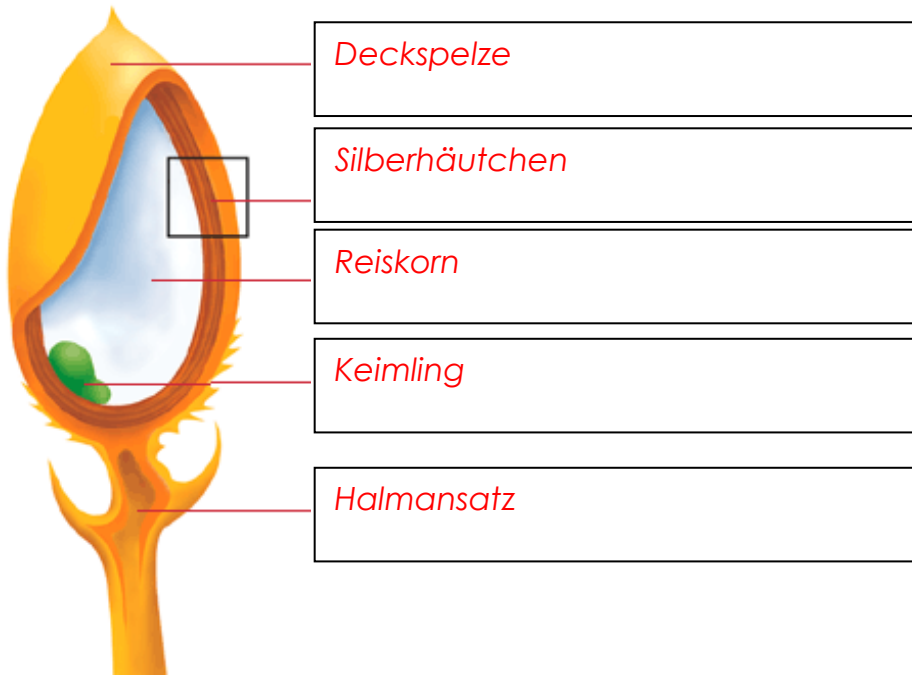 Deckspelze
Silberhäutchen
Reiskorn
Keimling
Halmansatz